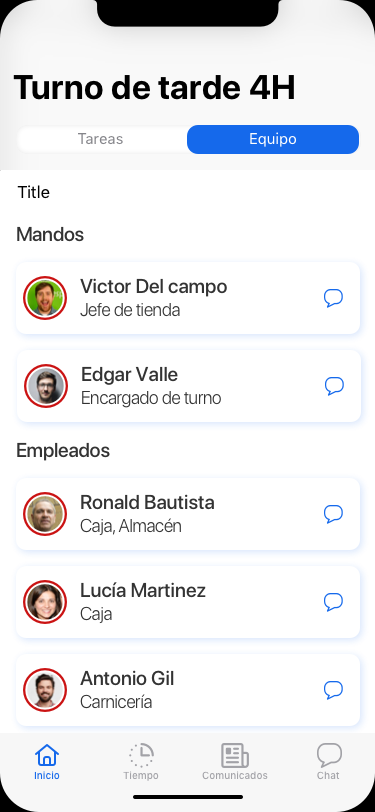 Turno de tarde 4H
Tareas Equipo
Title
Mandos
Victor Del campo
Jefe de tienda
Edgar Valle
Encargado de turno
Empleados
Ronald Bautista
Caja, Almacén
Lucía Martinez
Caja
Antonio Gil
Carnicería
Inicio Tiempo Comunicados Chat